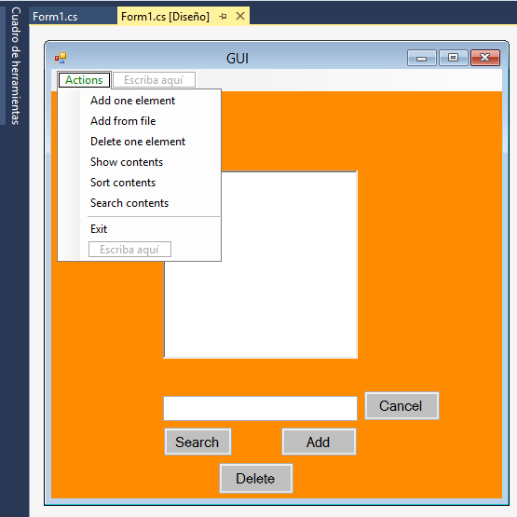 Cuadro de herramientas
Form1.cs
Form1.cs [Diseño]
GUI
Actions
Escriba aquí
Add one element
Add from file
Delete one element
Show contents
Sort contents
Search contents
Exit
Escriba aquí
Cancel
Search
Add
Delete